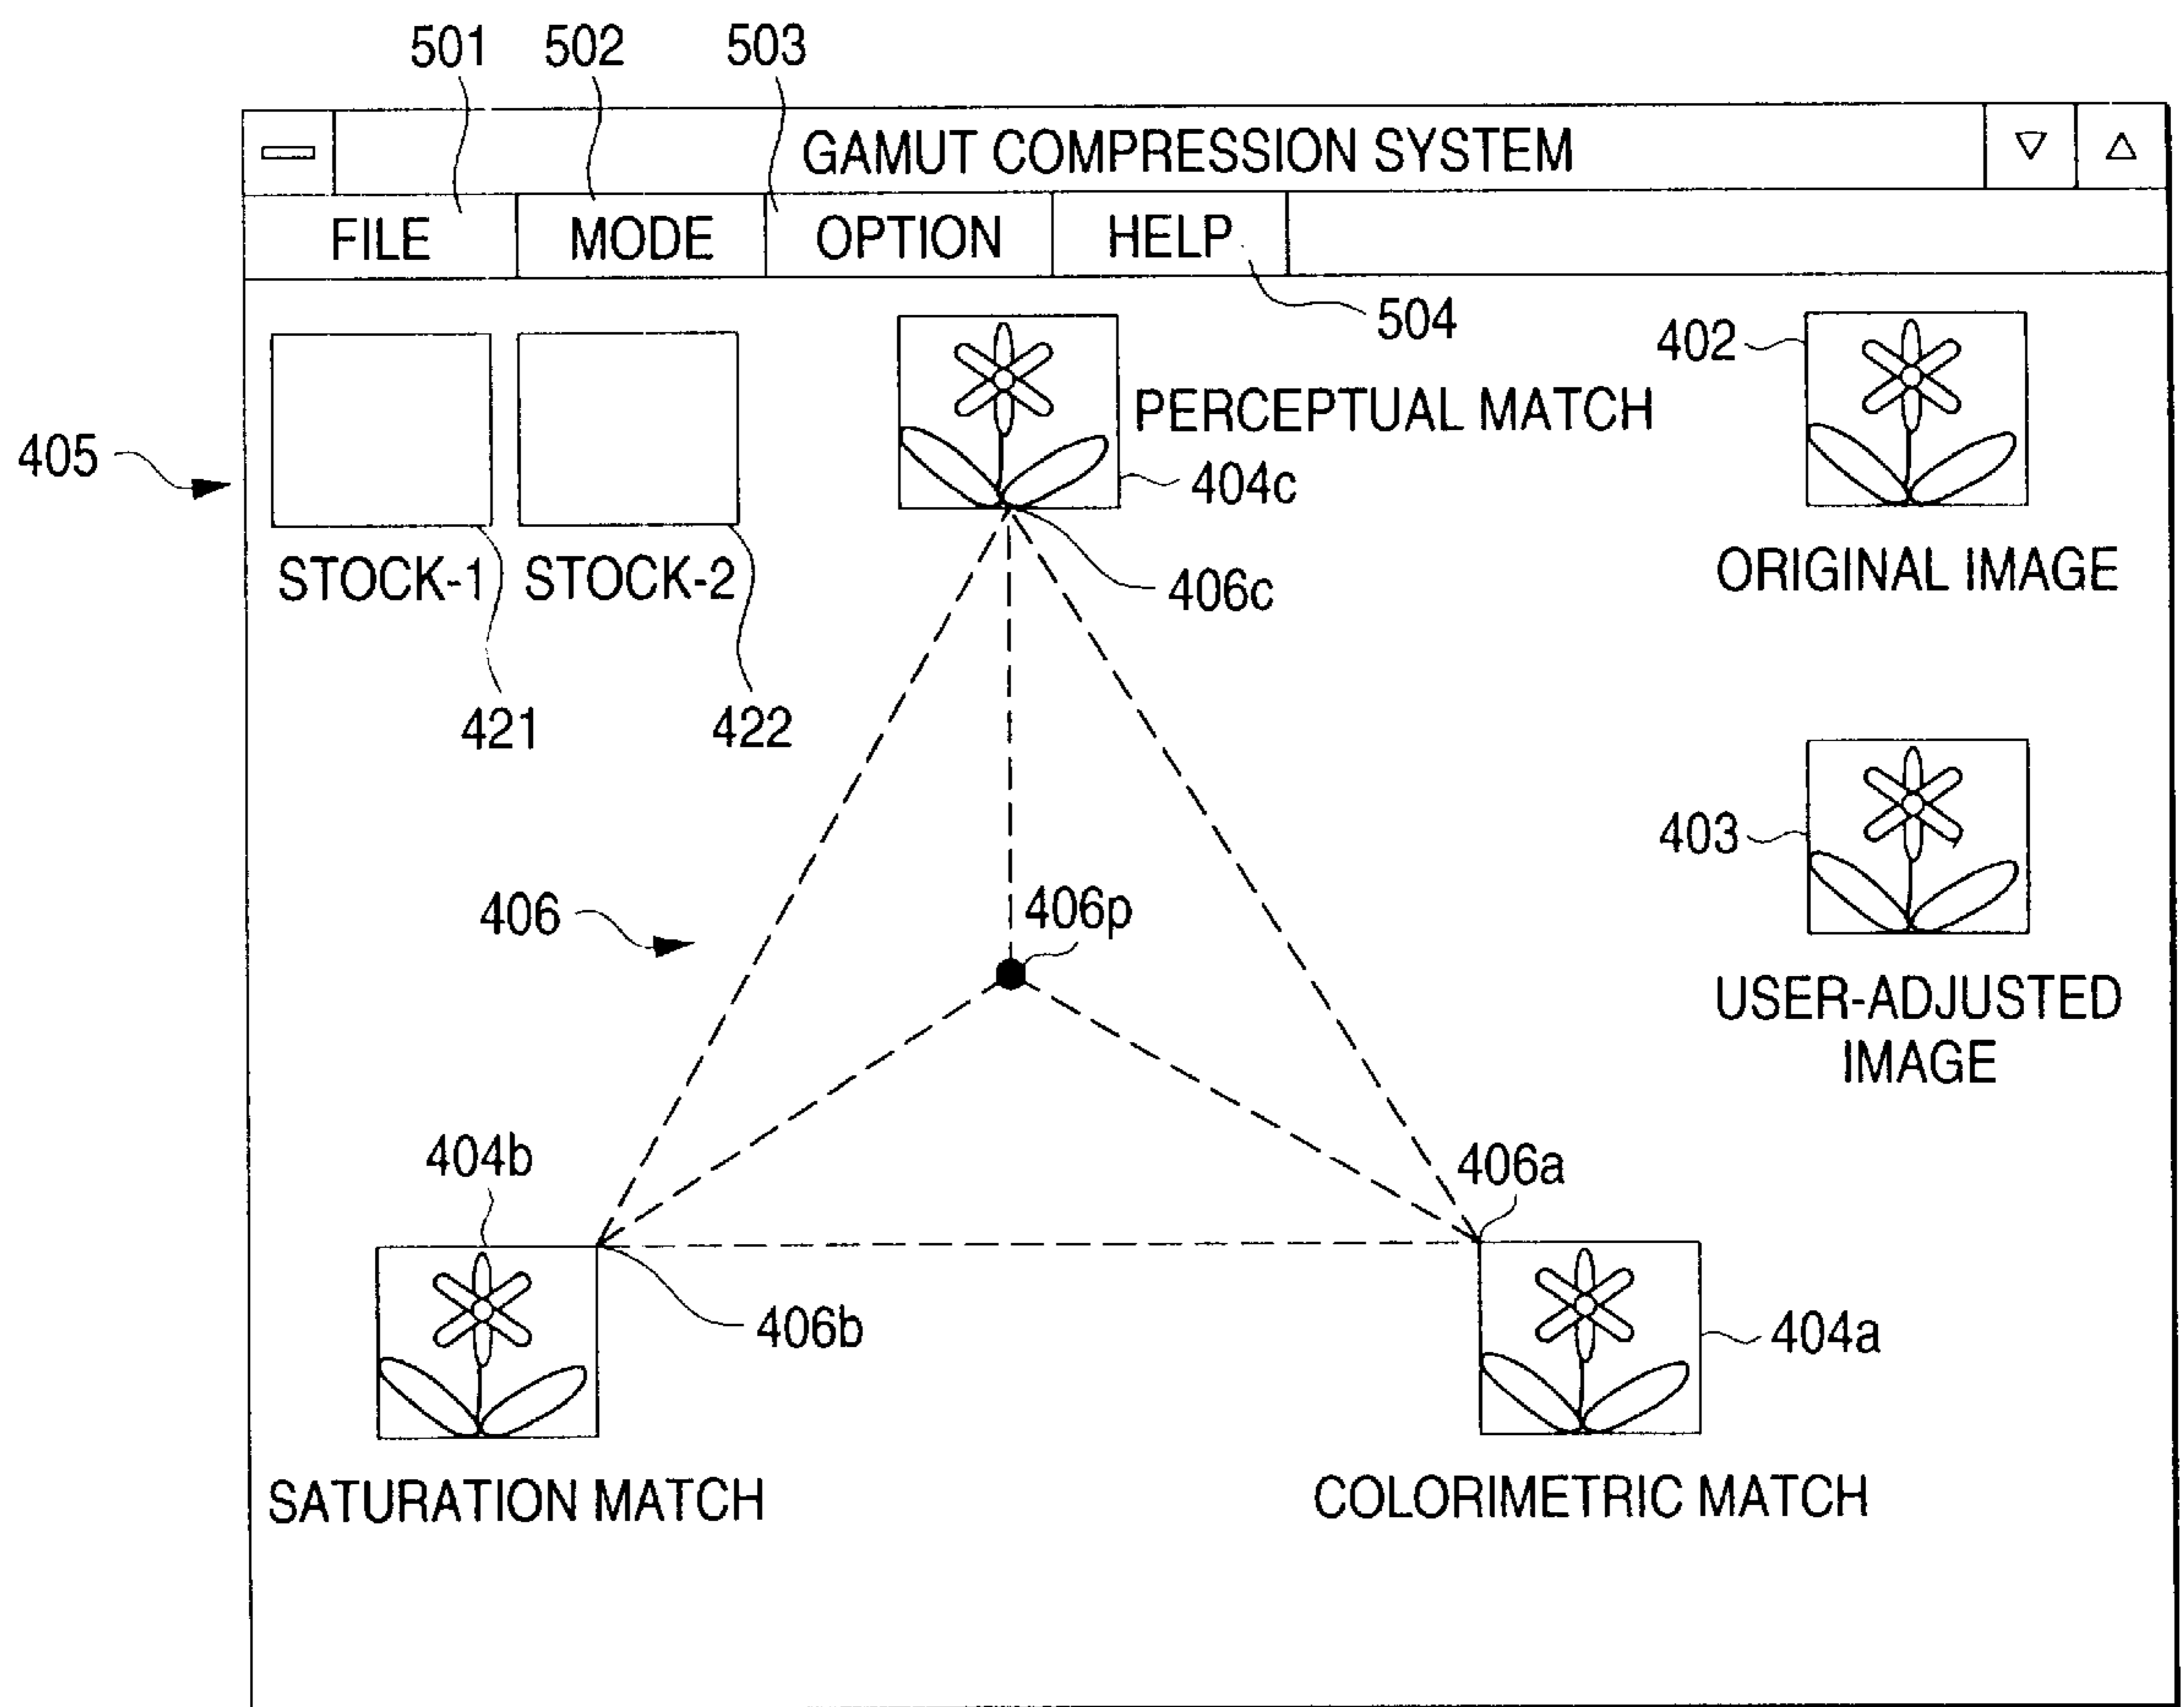 501 502 503
GAMUT COMPRESSION SYSTEM
FILE MODE OPTION HELP
504
402
PERCEPTUAL MATCH
405
404c
STOCK-1 STOCK-2
406c
ORIGINAL IMAGE
421 422
403
406
406p
USER-ADJUSTED
IMAGE
404b
406a
406b
404a
SATURATION MATCH
COLORIMETRIC MATCH